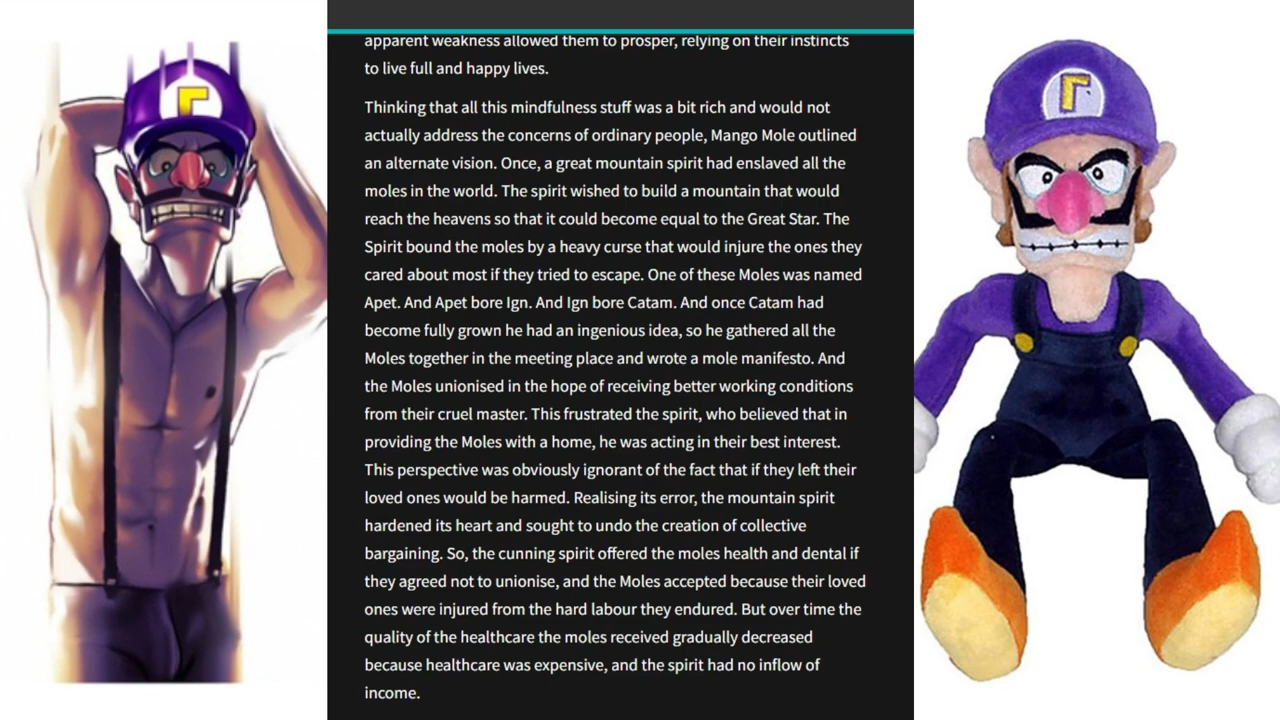 apparent weakness allowed them to prosper, relying on their instincts
to live full and happy lives.
Thinking that all this mindfulness stuff was a bit rich and would not
actually address the concerns of ordinary people, Mango Mole outlined
an alternate vision. Once, a great mountain spirit had enslaved all the
moles in the world. The spirit wished to build a mountain that would
reach the heavens so that it could become equal to the Great Star. The
Spirit bound the moles by a heavy curse that would injure the ones they
cared about most if they tried to escape. One of these Moles was named
Apet. And Apet bore Ign. And Ign bore Catam. And once Catam had
become fully grown he had an ingenious idea, so he gathered all the
Moles together in the meeting place and wrote a mole manifesto. And
the Moles unionised in the hope of receiving better working conditions
from their cruel master. This frustrated the spirit, who believed that in
providing the Moles with a home, he was acting in their best interest.
This perspective was obviously ignorant of the fact that if they left their
loved ones would be harmed. Realising its error, the mountain spirit
hardened its heart and sought to undo the creation of collective
bargaining. So, the cunning spirit offered the moles health and dental if
they agreed not to unionise, and the Moles accepted because their loved
ones were injured from the hard labour they endured. But over time the
quality of the healthcare the moles received gradually decreased
because healthcare was expensive, and the spirit had no inflow of
income.